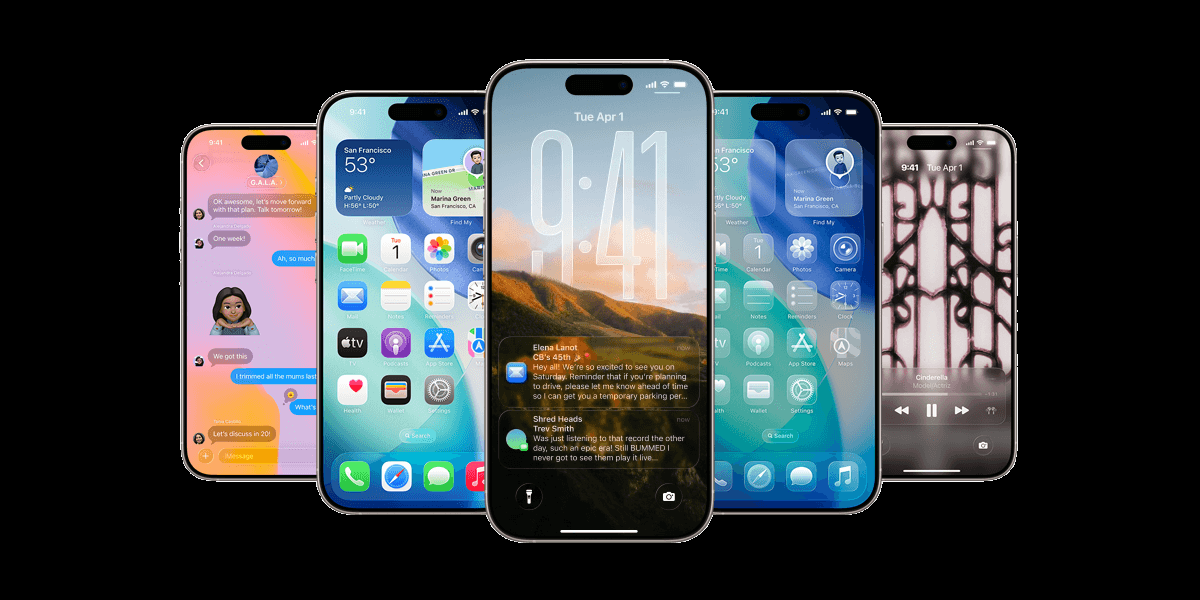 9:41
G.A.L.A.
OK awesome, let's move forward
with that plan. Talk tomorrow!
One week!
Ah, so much
We got this
I trimmed all the mums last
What's
Let's discuss in 20!
iMessage
9:41
San Francisco
53°
Partly Cloudy
H:56° L:50°
Weather
Now
Marina Green
San Francisco, CA
Find My
FaceTime
Tue
1
Calendar
Photos
Mail
Notes
Reminders
tv
TV
Podcasts
App Store
Health
Wallet
Settings
Search
Tue Apr 1
9:41
Elena Lanot
now
CB's 45th
Hey all! We're so excited to see you on
Saturday. Reminder that if you're planning
to drive, please let me know ahead of time
so I can get you a temporary parking per...
Shred Heads
now
Trev Smith
Was just listening to that record the other
day, such an epic era! Still BUMMED I
never got to see them play it live...
9:41
San Francisco
53°
Partly Cloudy
H:56° L:50°
Weather
Now
Marina Green
San Francisco, CA
Find My
Time
Tue
1
Calendar
Photos
Camera
Notes
Reminders
Clock
tv
Podcasts
App Store
Maps
Wallet
Settings
Search
9:41
Tue Apr 1
Cinderella
Model/Actriz